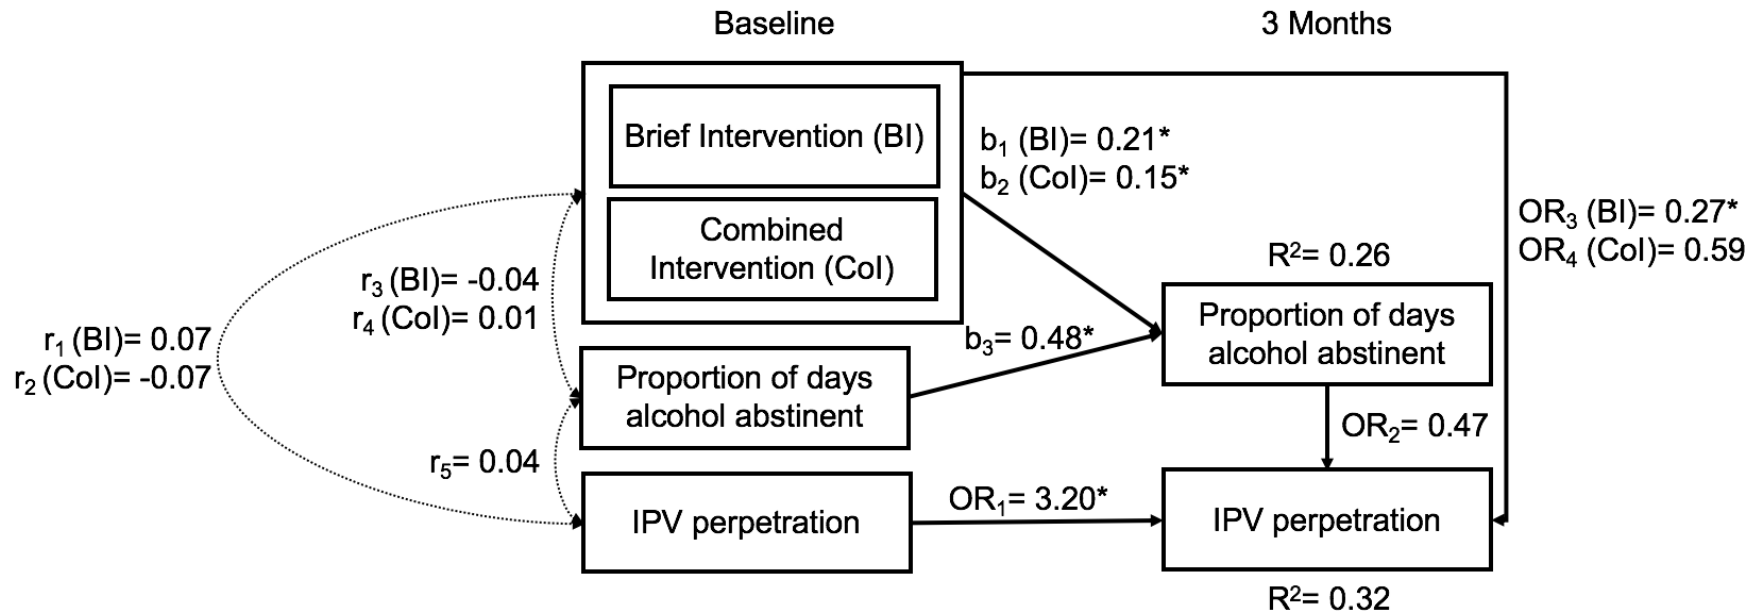 Baseline
3 Months
Brief Intervention (BI)
Combined
Intervention (CoI)
b₁ (BI)= 0.21*
b₂ (CoI)= 0.15*
OR₃ (BI)= 0.27*
OR₄ (CoI)= 0.59
r₃ (BI)= -0.04
r₄ (CoI)= 0.01
r₁ (BI)= 0.07
r₂ (CoI)= -0.07
R²= 0.26
Proportion of days
alcohol abstinent
b₃= 0.48*
Proportion of days
alcohol abstinent
OR₂= 0.47
r₅= 0.04
IPV perpetration
OR₁= 3.20*
IPV perpetration
R²= 0.32